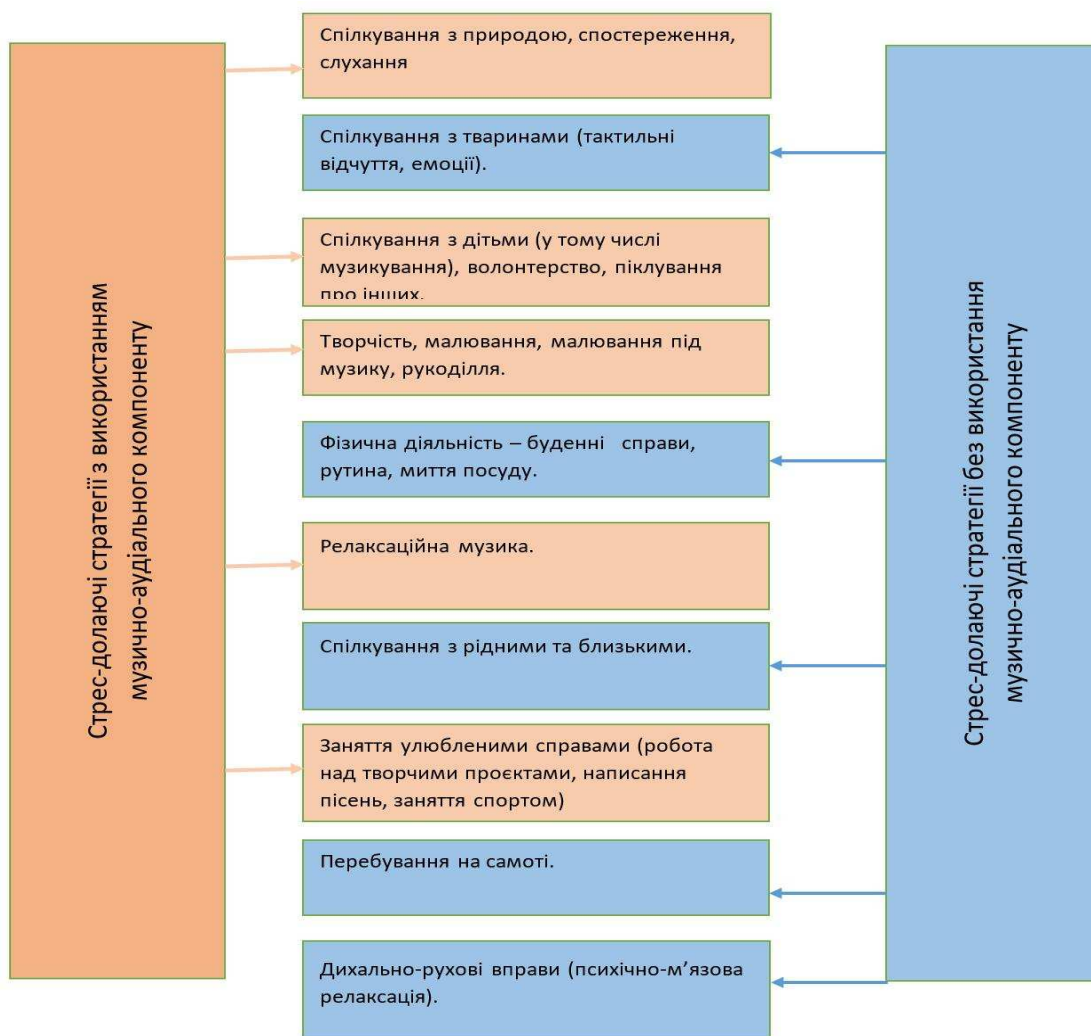 Стрес-долаючі стратегії з використанням
музично-аудіального компоненту
Спілкування з природою, спостереження,
слухання
Спілкування з тваринами (тактильні
відчуття, емоції).
Спілкування з дітьми (у тому числі
музикування), волонтерство, піклування
про інших.
Творчість, малювання, малювання під
музику, рукоділля.
Фізична діяльність – буденні справи,
рутина, миття посуду.
Релаксаційна музика.
Спілкування з рідними та близькими.
Заняття улюбленими справами (робота
над творчими проєктами, написання
пісень, заняття спортом)
Перебування на самоті.
Дихально-рухові вправи (психічно-м’язова
релаксація).
Стрес-долаючі стратегії без використання
музично-аудіального компоненту